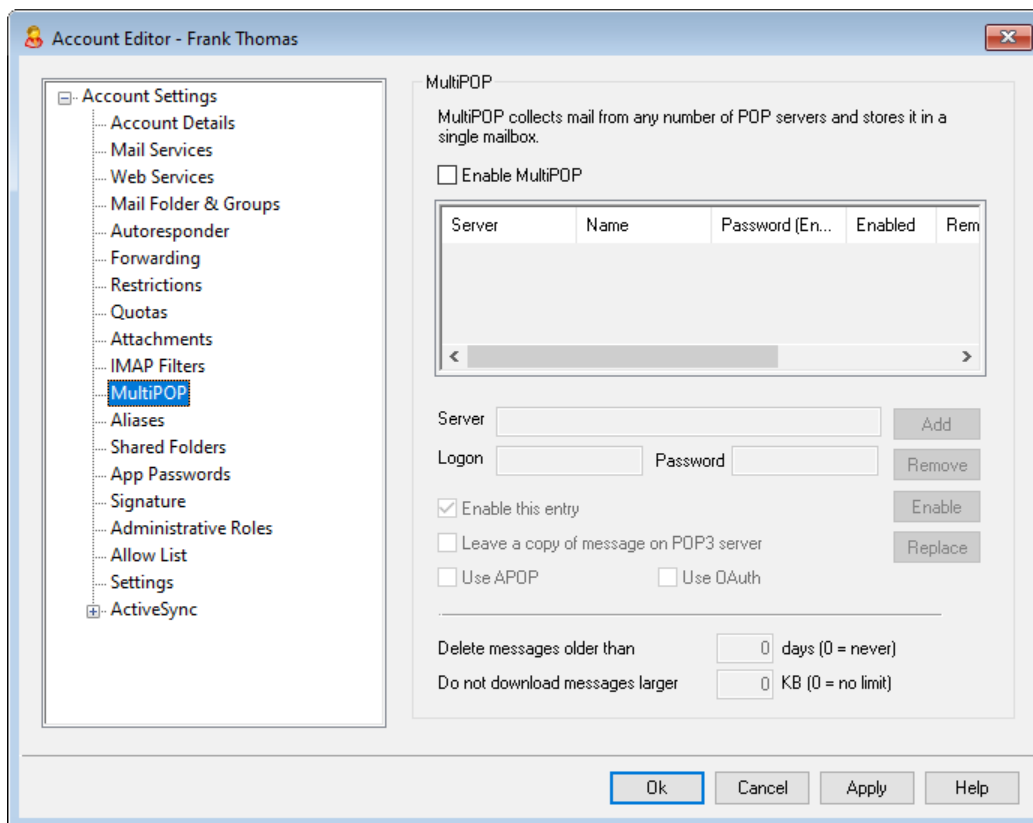 Account Editor - Frank Thomas
Account Settings
Account Details
Mail Services
Web Services
Mail Folder & Groups
Autoresponder
Forwarding
Restrictions
Quotas
Attachments
IMAP Filters
MultiPOP
Aliases
Shared Folders
App Passwords
Signature
Administrative Roles
Allow List
Settings
ActiveSync
MultiPOP
MultiPOP collects mail from any number of POP servers and stores it in a
single mailbox.
Enable MultiPOP
Server Name Password (En... Enabled Rem
Server Add
Logon Password Remove
Enable this entry Enable
Leave a copy of message on POP3 server Replace
Use APOP Use OAuth
Delete messages older than 0 days (0 = never)
Do not download messages larger 0 KB (0 = no limit)
Ok Cancel Apply Help